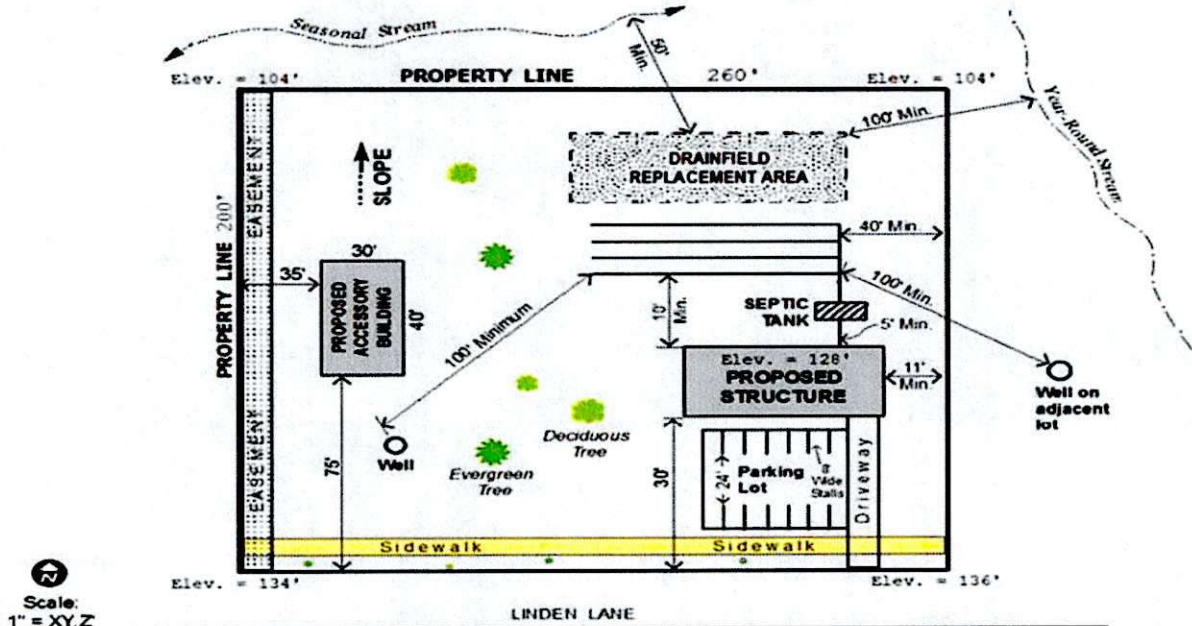 Seasonal Stream
50'
Min.
Elev. = 104'
PROPERTY LINE
260'
Elev. = 104'
Year-Round Stream
100' Min.
EASEMENT
SLOPE
DRAINFIELD
REPLACEMENT AREA
PROPERTY LINE 200'
30'
35'
40' Min.
PROPOSED
ACCESSORY
BUILDING
40'
100' Minimum
10'
Min.
SEPTIC
TANK
100' Min.
5' Min.
Elev. = 128'
PROPOSED
STRUCTURE
11'
Min
Well on
adjacent
lot
Well
75'
Deciduous
Tree
Evergreen
Tree
30'
24'
Parking
Lot
8'
Wide
Stalls
Driveway
EASEMENT
Sidewalk
Sidewalk
Elev. = 134'
Elev. = 136'
N
Scale:
1" = XY.Z'
LINDEN LANE